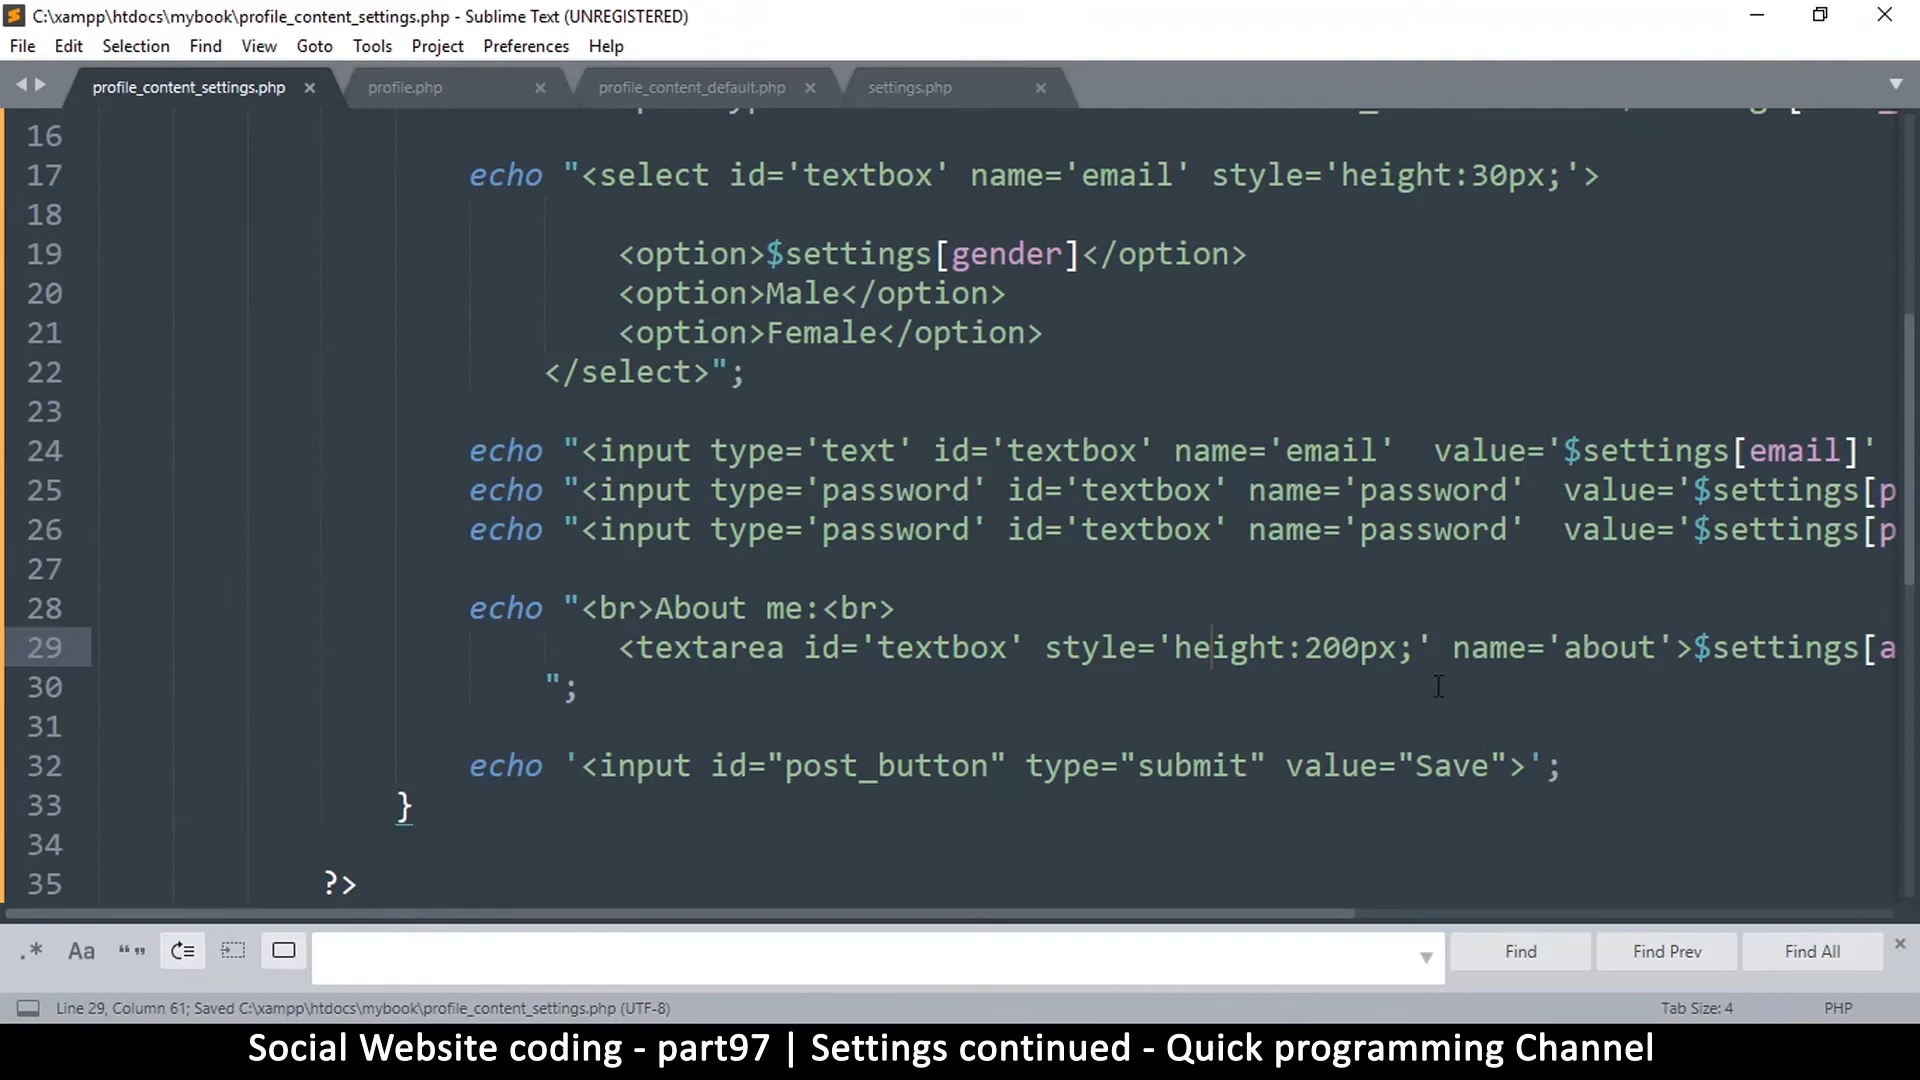 C:\xampp\htdocs\mybook\profile_content_settings.php - Sublime Text (UNREGISTERED)
File Edit Selection Find View Goto Tools Project Preferences Help
profile_content_settings.php profile.php profile_content_default.php settings.php
16
17 echo "<select id='textbox' name='email' style='height:30px;'>
18
19 <option>$settings[gender]</option>
20 <option>Male</option>
21 <option>Female</option>
22 </select>";
23
24 echo "<input type='text' id='textbox' name='email'  value='$settings[email]'
25 echo "<input type='password' id='textbox' name='password'  value='$settings[p
26 echo "<input type='password' id='textbox' name='password'  value='$settings[p
27
28 echo "<br>About me:<br>
29 <textarea id='textbox' style='height:200px;' name='about'>$settings[a
30 ";
31
32 echo '<input id="post_button" type="submit" value="Save">';
33 }
34
35 ?>
.* Aa “” Find Find Prev Find All
Line 29, Column 61; Saved C:\xampp\htdocs\mybook\profile_content_settings.php (UTF-8) Tab Size: 4 PHP
Social Website coding - part97 | Settings continued - Quick programming Channel